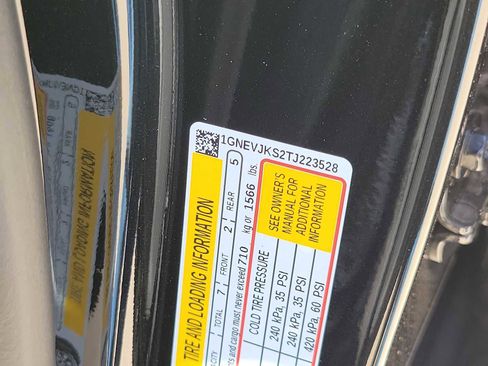 1GNEVJKS2TJ223528
TIRE AND LOADING INFORMATION
TOTAL 7 FRONT 2 REAR 5
and cargo must never exceed 710 kg or 1566 lbs.
COLD TIRE PRESSURE
240 kPa, 35 PSI
240 kPa, 35 PSI
420 kPa, 60 PSI
SEE OWNER'S
MANUAL FOR
ADDITIONAL
INFORMATION